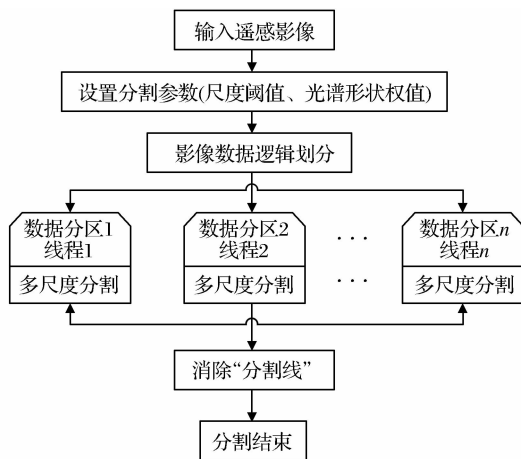 输入遥感影像
设置分割参数(尺度阈值、光谱形状权值)
影像数据逻辑划分
数据分区1
线程1
多尺度分割
数据分区2
线程2
多尺度分割
...
...
数据分区n
线程n
多尺度分割
消除“分割线”
分割结束